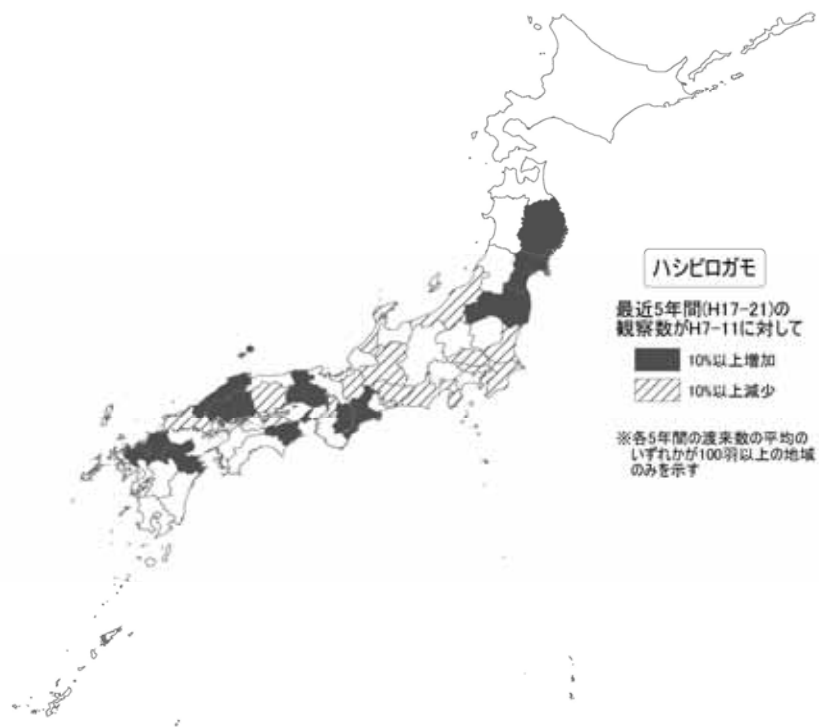 ハシビロガモ
最近5年間(H17-21)の
観察数がH7-11に対して
10%以上増加
10%以上減少
※各5年間の渡来数の平均の
いずれかが100羽以上の地域
のみを示す